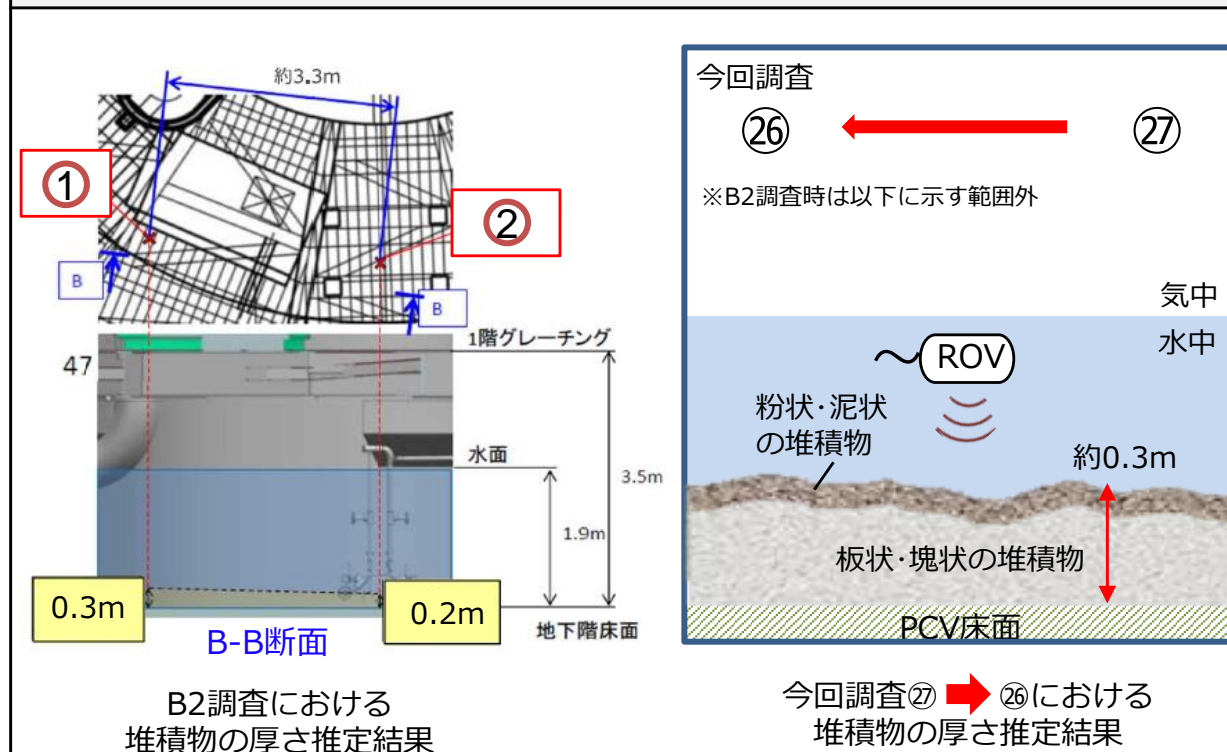 約3.3m
①
②
B
B
47
1階グレーチング
水面
3.5m
1.9m
0.3m
0.2m
B-B断面
地下階床面
B2調査における
堆積物の厚さ推定結果
今回調査
㉖
㉗
※B2調査時は以下に示す範囲外
気中
水中
ROV
粉状・泥状
の堆積物
約0.3m
板状・塊状の堆積物
PCV床面
今回調査㉗ ➡ ㉖における
堆積物の厚さ推定結果